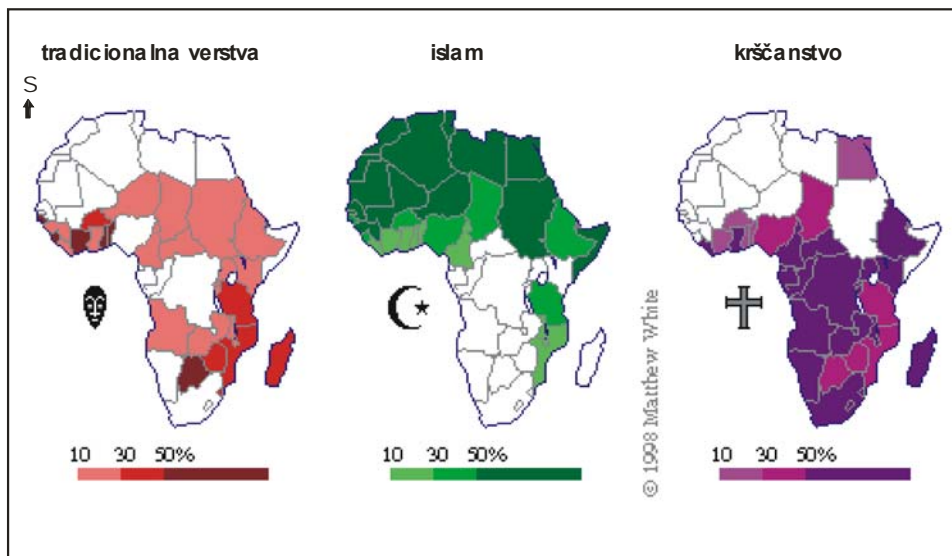 tradicionalna verstva
islam
krščanstvo
S
10 30 50%
10 30 50%
10 30 50%
© 1998 Matthew White